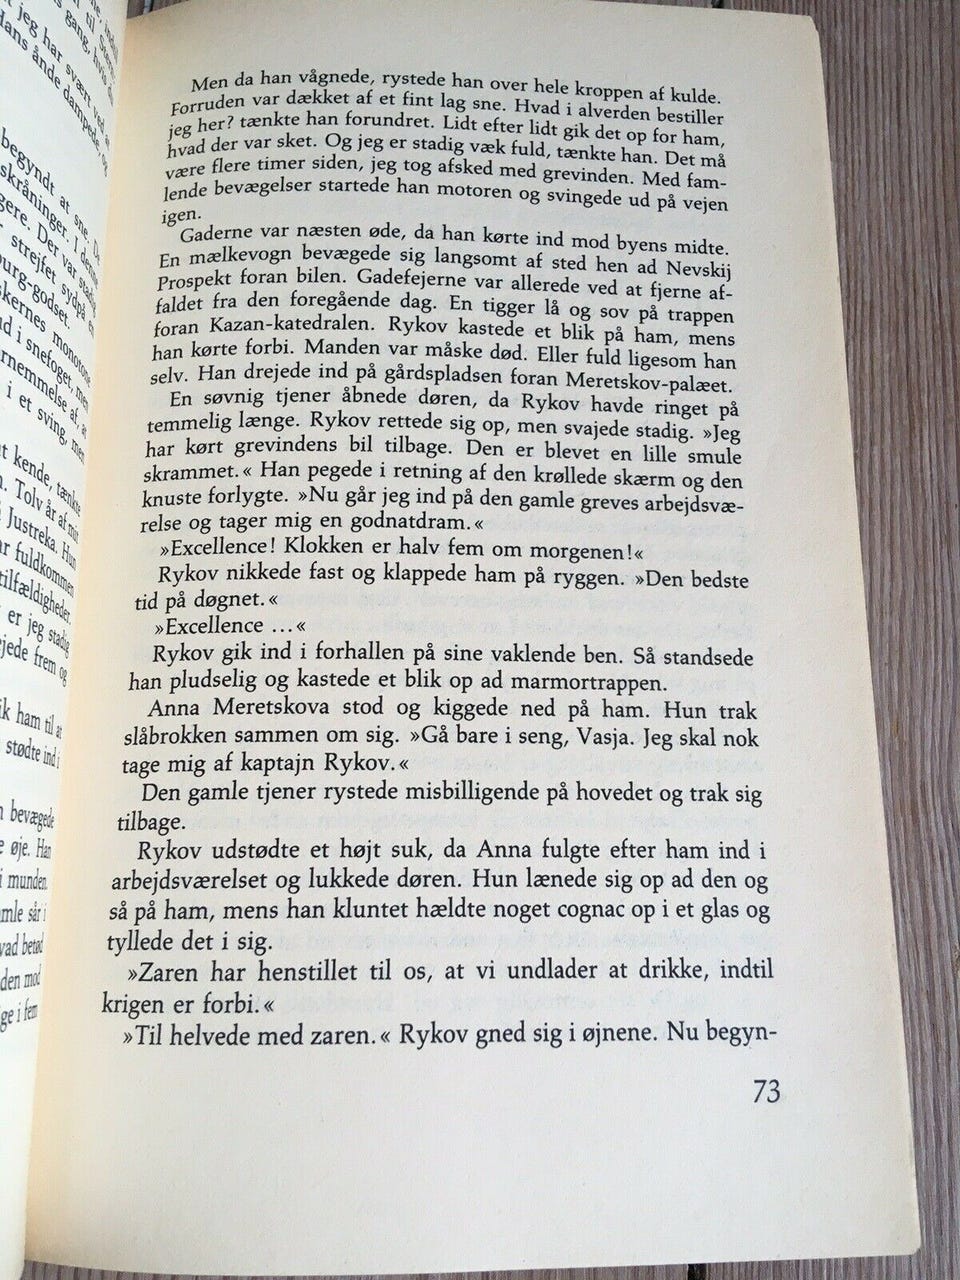 Men da han vågnede, rystede han over hele kroppen af kulde.
Forruden var dækket af et fint lag sne. Hvad i alverden bestiller
jeg her? tænkte han forundret. Lidt efter lidt gik det op for ham,
hvad der var sket. Og jeg er stadig væk fuld, tænkte han. Det må
være flere timer siden, jeg tog afsked med grevinden. Med fam-
lende bevægelser startede han motoren og svingede ud på vejen
igen.
Gaderne var næsten øde, da han kørte ind mod byens midte.
En mælkevogn bevægede sig langsomt af sted hen ad Nevskij
Prospekt foran bilen. Gadefejerne var allerede ved at fjerne af-
faldet fra den foregående dag. En tigger lå og sov på trappen
foran Kazan-katedralen. Rykov kastede et blik på ham, mens
han kørte forbi. Manden var måske død. Eller fuld ligesom han
selv. Han drejede ind på gårdspladsen foran Meretskov-palæet.
En søvnig tjener åbnede døren, da Rykov havde ringet på
temmelig længe. Rykov rettede sig op, men svajede stadig. »Jeg
har kørt grevindens bil tilbage. Den er blevet en lille smule
skrammet.« Han pegede i retning af den krøllede skærm og den
knuste forlygte. »Nu går jeg ind på den gamle greves arbejdsvæ-
relse og tager mig en godnatdram.«
»Excellence! Klokken er halv fem om morgenen!«
Rykov nikkede fast og klappede ham på ryggen. »Den bedste
tid på døgnet.«
»Excellence ...«
Rykov gik ind i forhallen på sine vaklende ben. Så standsede
han pludselig og kastede et blik op ad marmortrappen.
Anna Meretskova stod og kiggede ned på ham. Hun trak
slåbrokken sammen om sig. »Gå bare i seng, Vasja. Jeg skal nok
tage mig af kaptajn Rykov.«
Den gamle tjener rystede misbilligende på hovedet og trak sig
tilbage.
Rykov udstødte et højt suk, da Anna fulgte efter ham ind i
arbejdsværelset og lukkede døren. Hun lænede sig op ad den og
så på ham, mens han kluntet hældte noget cognac op i et glas og
tyllede det i sig.
»Zaren har henstillet til os, at vi undlader at drikke, indtil
krigen er forbi.«
»Til helvede med zaren.« Rykov gned sig i øjnene. Nu begyn-
73